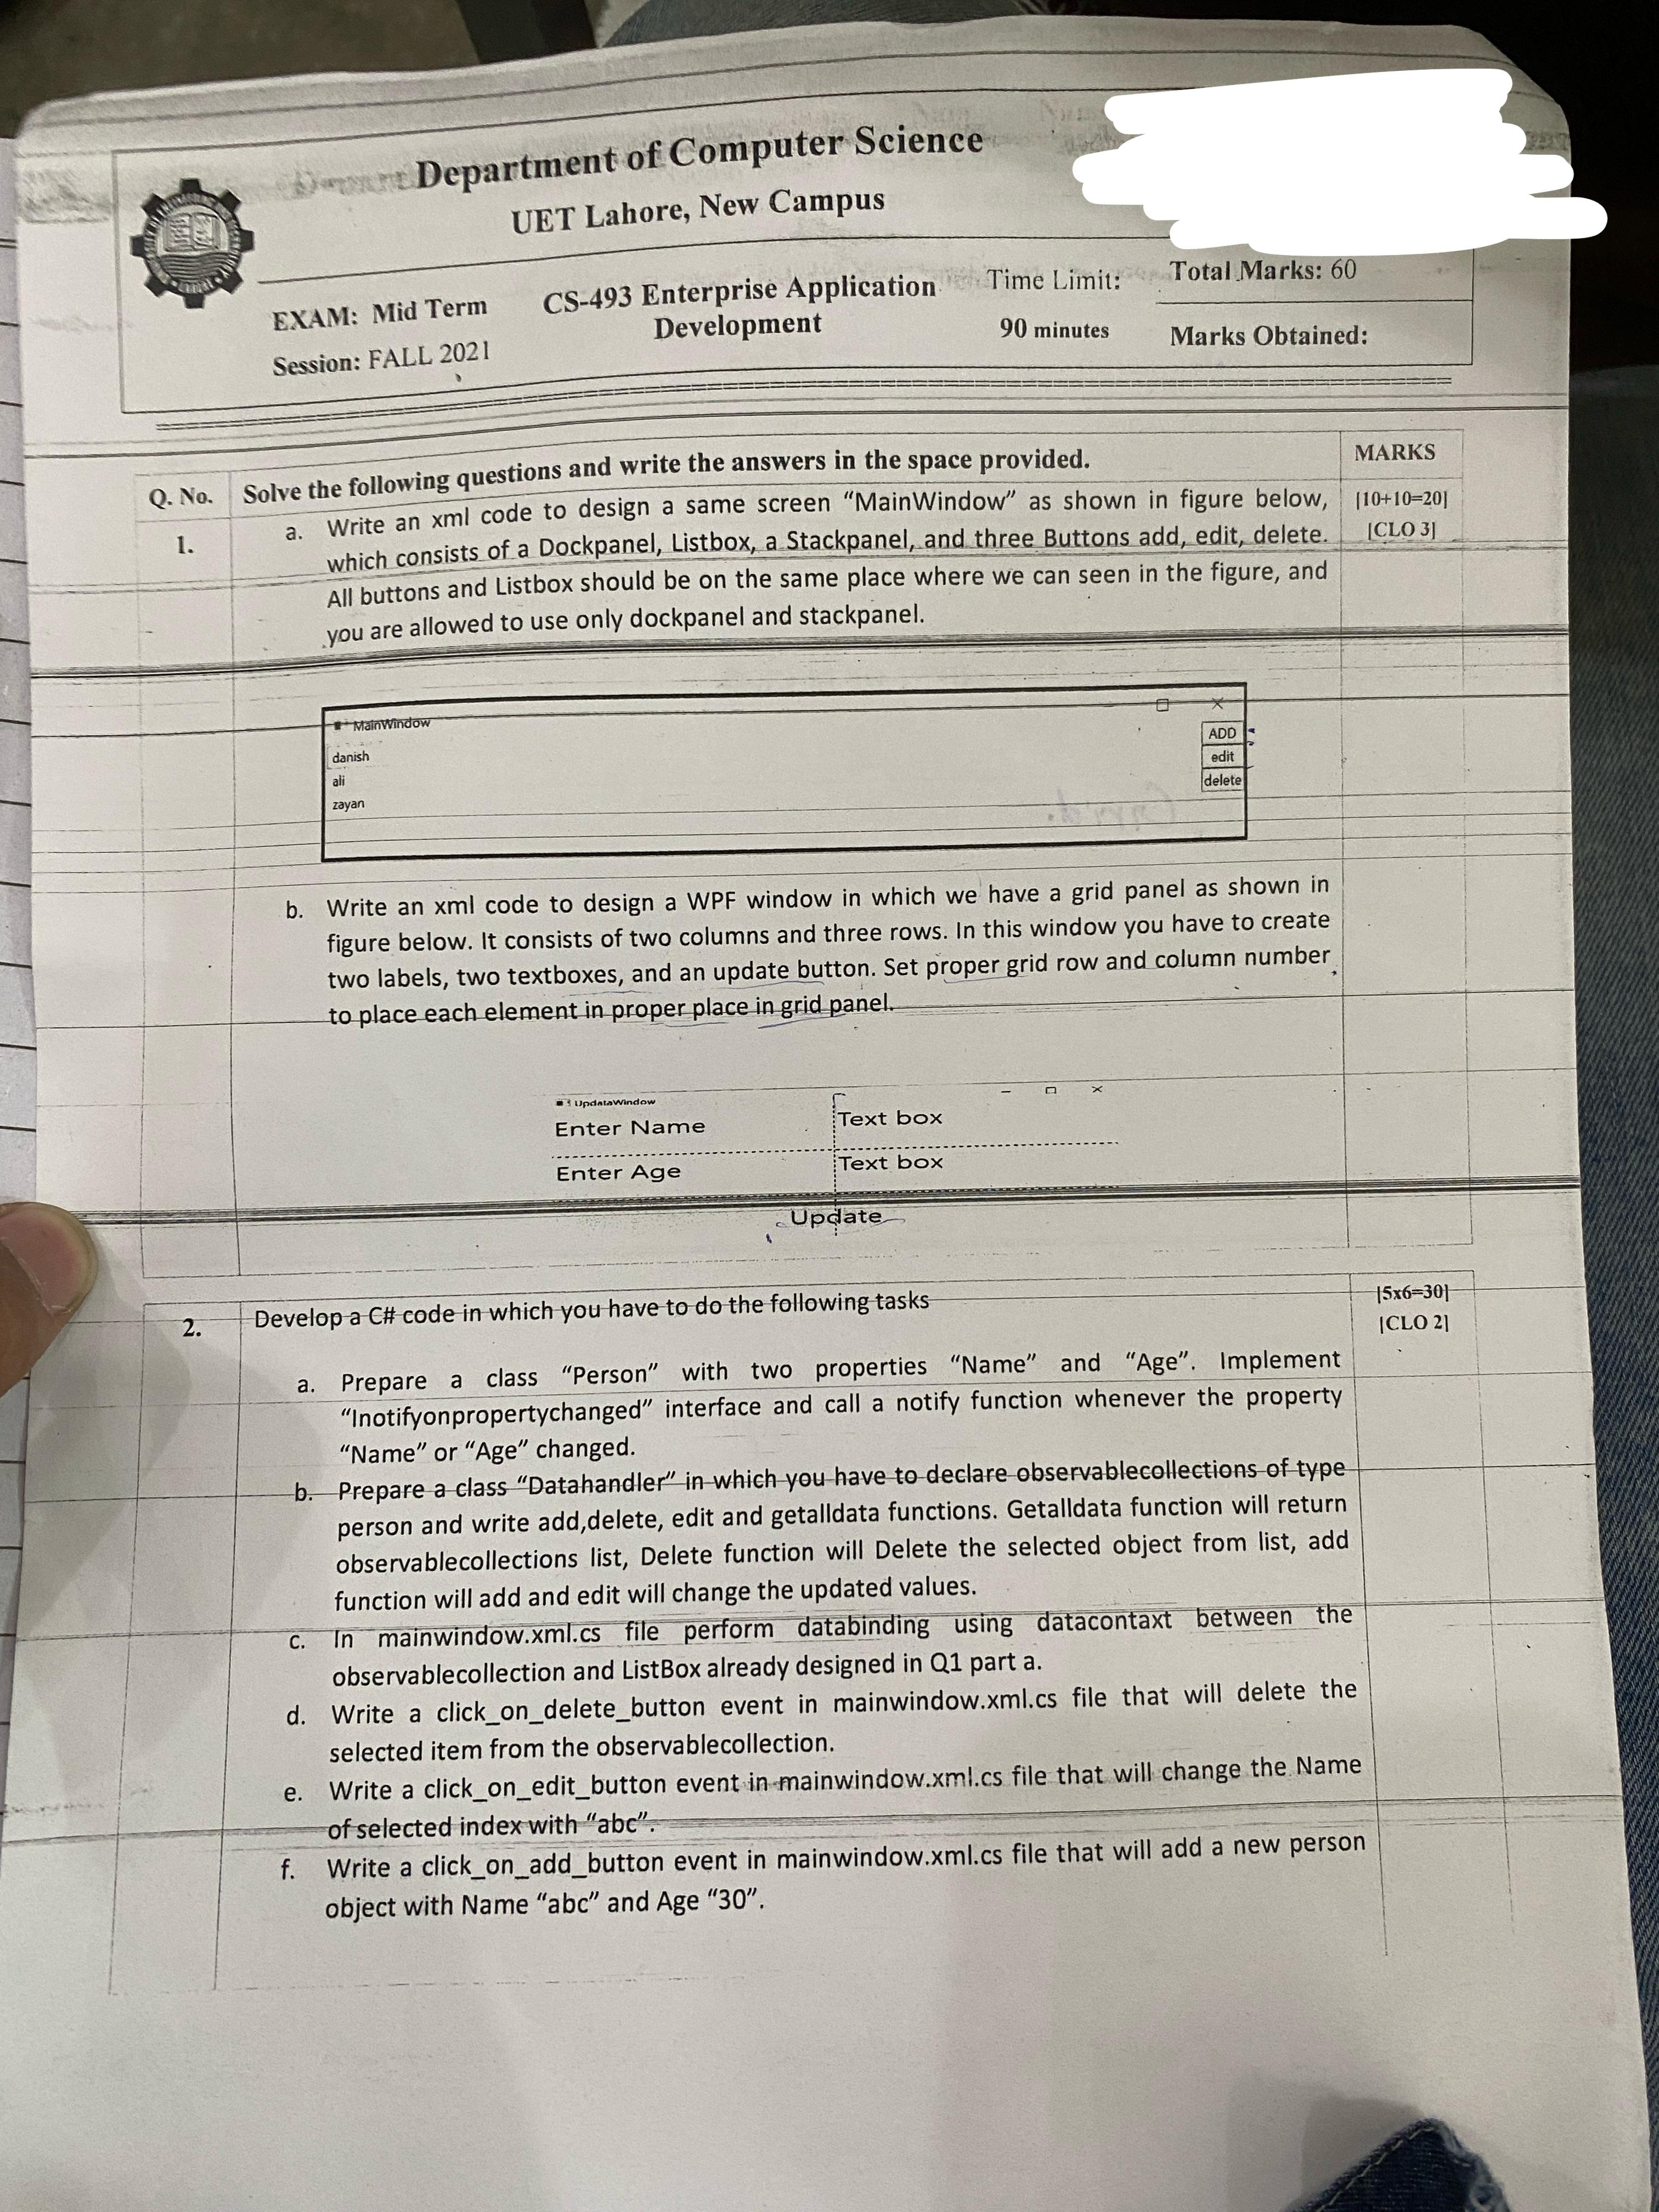 Department of Computer Science
UET Lahore, New Campus
EXAM: Mid Term
Session: FALL 2021
CS-493 Enterprise Application
Development
Time Limit:
90 minutes
Total Marks: 60
Marks Obtained:
Q. No.
Solve the following questions and write the answers in the space provided.
MARKS
1.
a. Write an xml code to design a same screen “MainWindow” as shown in figure below,
which consists of a Dockpanel, Listbox, a Stackpanel, and three Buttons add, edit, delete.
All buttons and Listbox should be on the same place where we can seen in the figure, and
you are allowed to use only dockpanel and stackpanel.
[10+10=20]
[CLO 3]
MainWindow
danish
ali
zayan
ADD
edit
delete
b. Write an xml code to design a WPF window in which we have a grid panel as shown in
figure below. It consists of two columns and three rows. In this window you have to create
two labels, two textboxes, and an update button. Set proper grid row and column number
to place each element in proper place in grid panel.
UpdataWindow
Enter Name
Text box
Enter Age
Text box
Update
2.
Develop a C# code in which you have to do the following tasks
[5x6=30]
[CLO 2]
a. Prepare a class “Person” with two properties “Name” and “Age”. Implement
“Inotifyonpropertychanged” interface and call a notify function whenever the property
“Name” or “Age” changed.
b. Prepare a class “Datahandler” in which you have to declare observablecollections of type
person and write add,delete, edit and getalldata functions. Getalldata function will return
observablecollections list, Delete function will Delete the selected object from list, add
function will add and edit will change the updated values.
c. In mainwindow.xml.cs file perform databinding using datacontaxt between the
observablecollection and ListBox already designed in Q1 part a.
d. Write a click_on_delete_button event in mainwindow.xml.cs file that will delete the
selected item from the observablecollection.
e. Write a click_on_edit_button event in mainwindow.xml.cs file that will change the Name
of selected index with “abc”.
f. Write a click_on_add_button event in mainwindow.xml.cs file that will add a new person
object with Name “abc” and Age “30”.